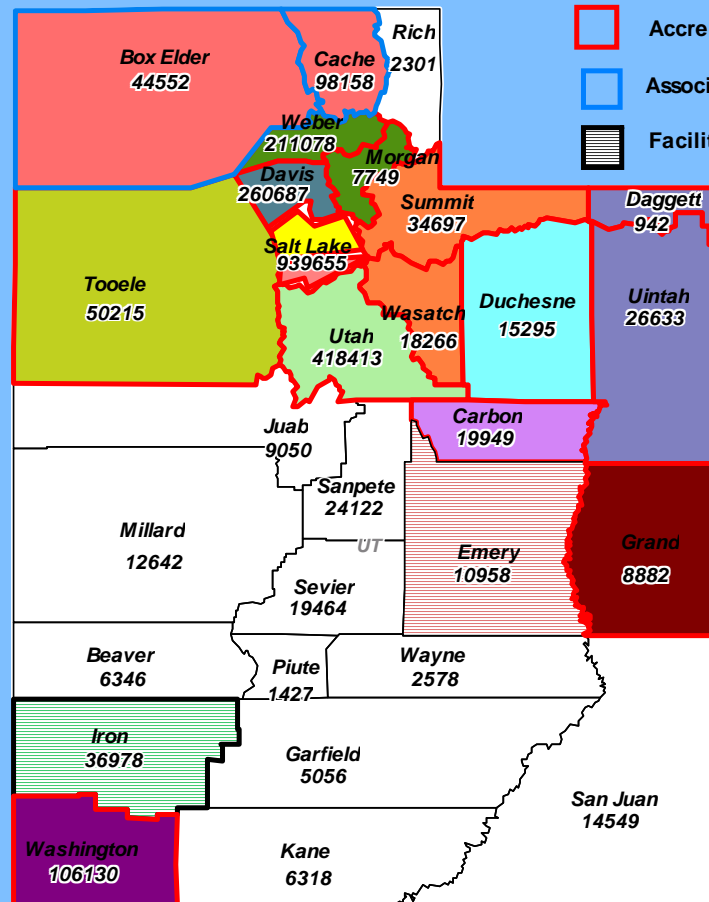 Rich
2301
Accre
Box Elder
44552
Cache
98158
Associ
Weber
211078
Facilit
Morgan
7749
Davis
260687
Summit
34697
Daggett
942
Salt Lake
939655
Tooele
50215
Wasatch
18266
Duchesne
15295
Uintah
26633
Utah
418413
Juab
9050
Carbon
19949
Sanpete
24122
Millard
12642
UT
Emery
10958
Grand
8882
Sevier
19464
Beaver
6346
Piute
1427
Wayne
2578
Iron
36978
Garfield
5056
San Juan
14549
Washington
106130
Kane
6318